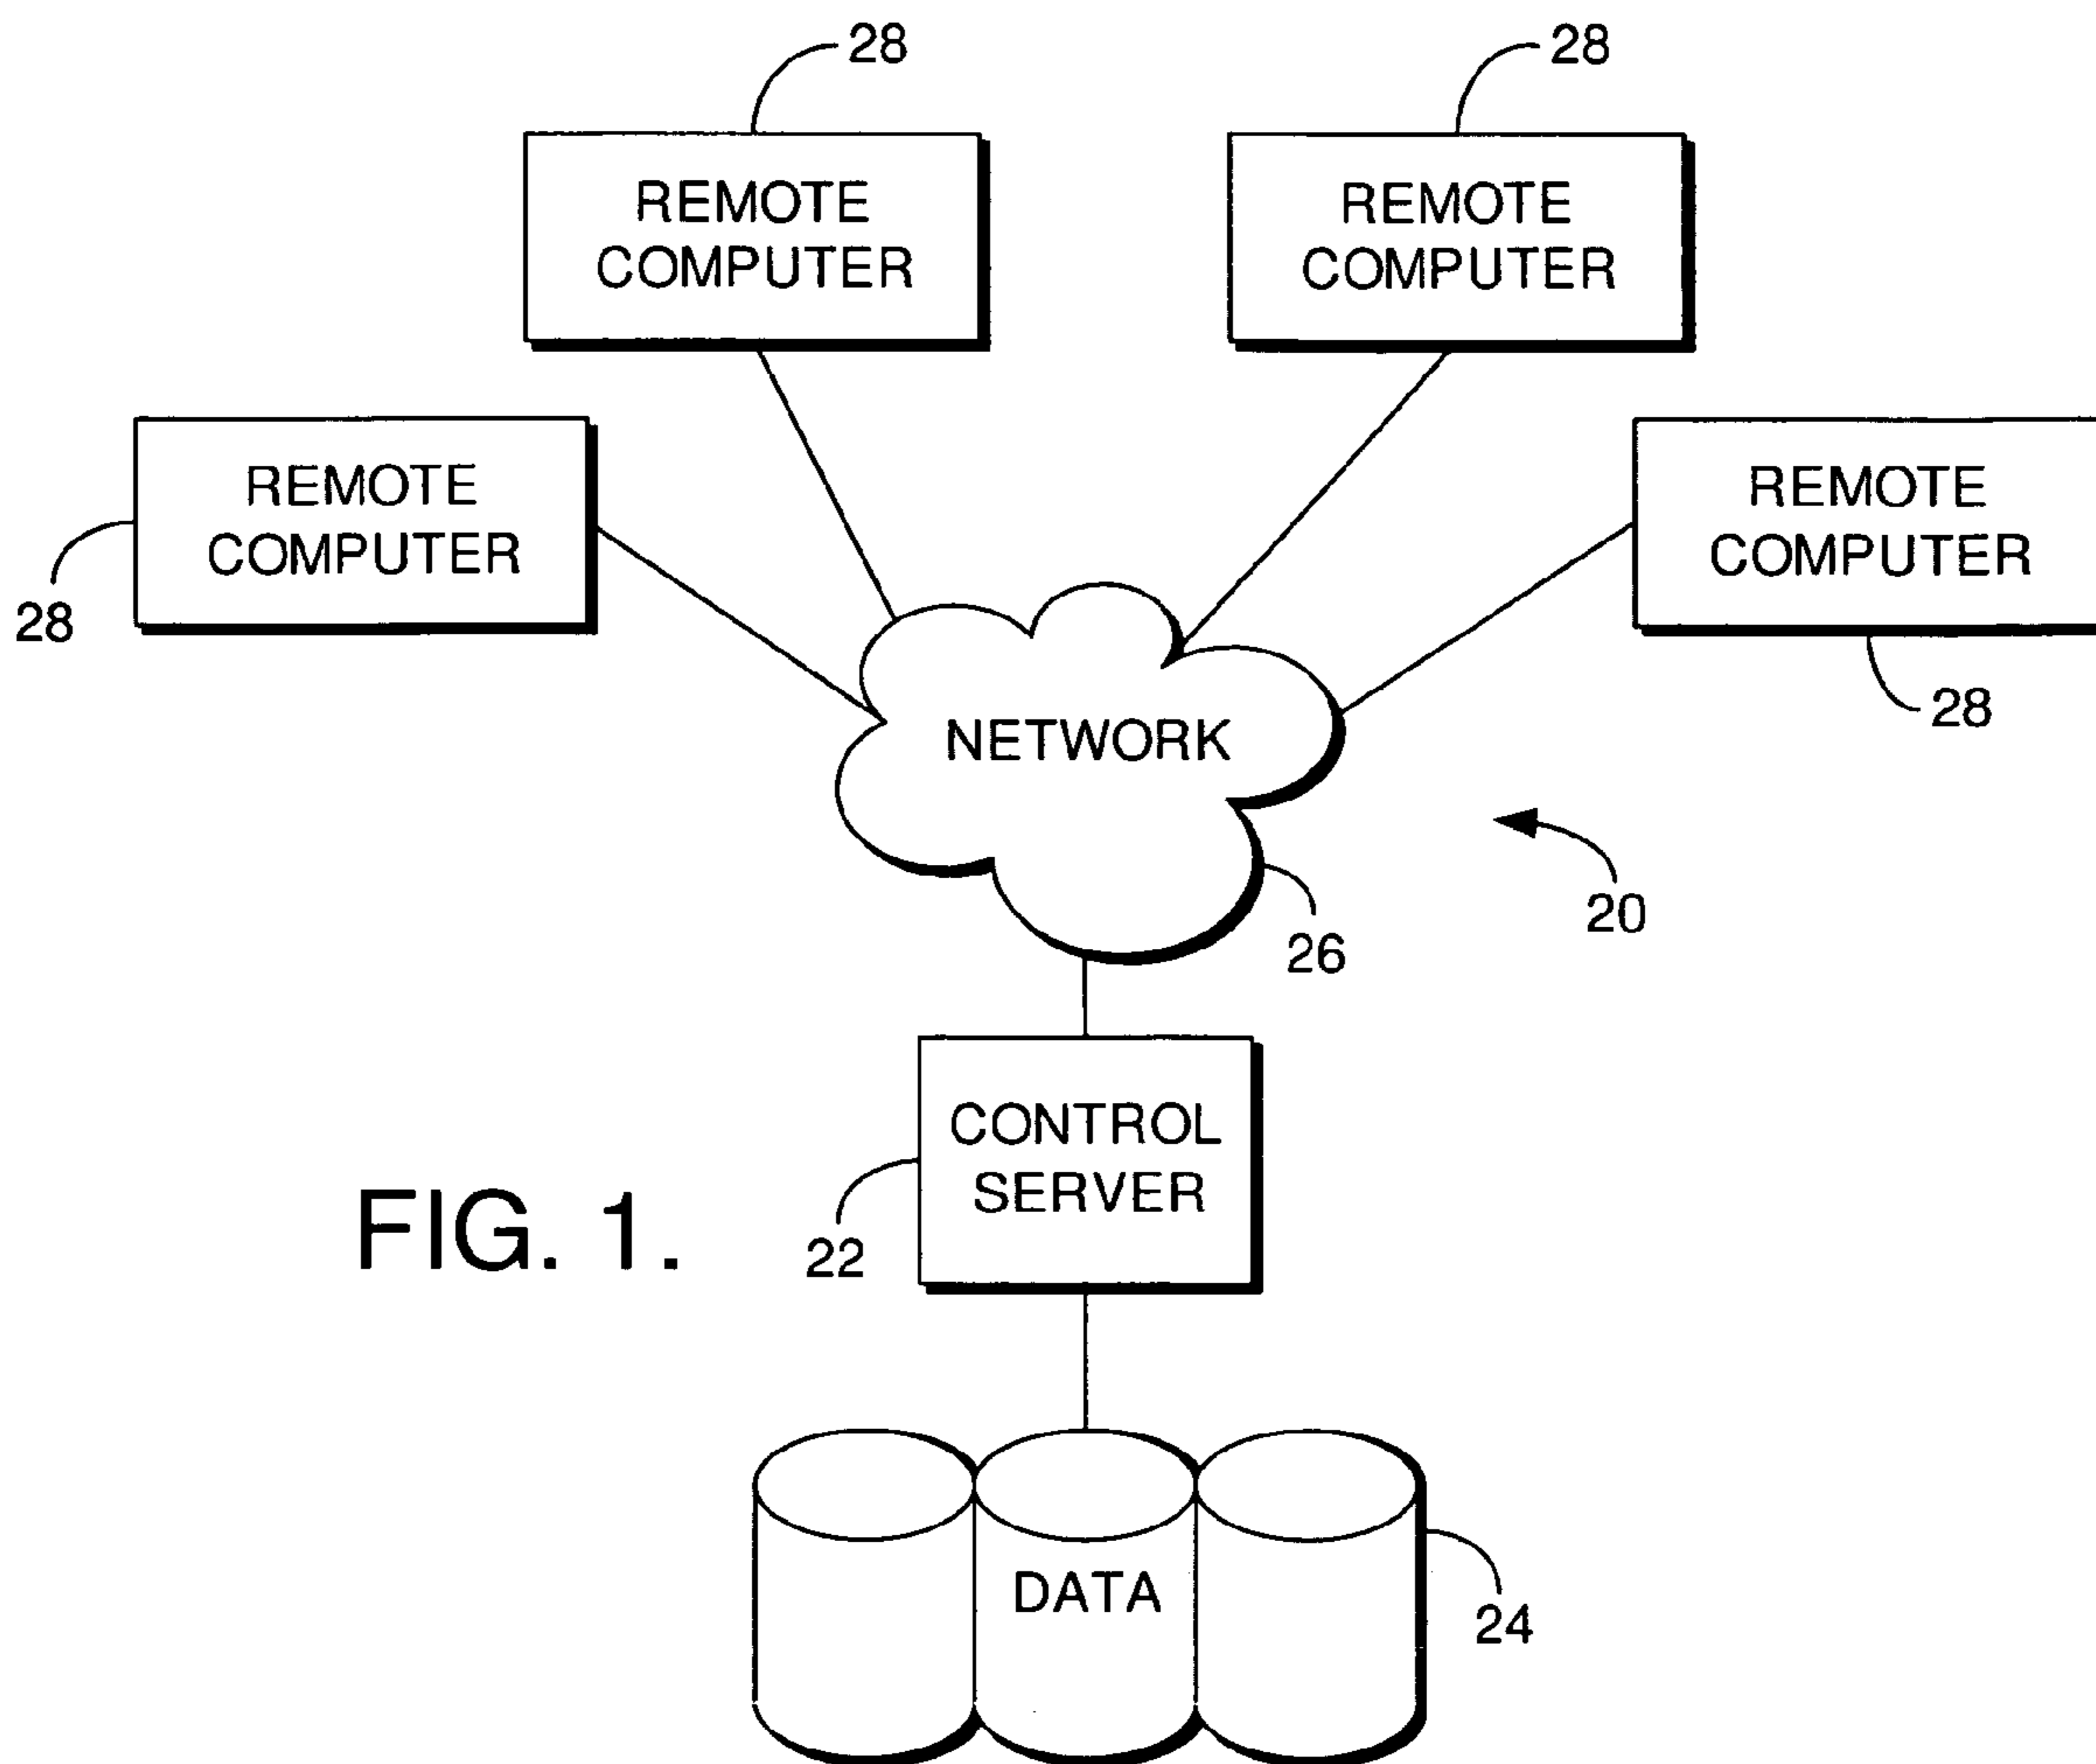 28
28
REMOTE
COMPUTER
REMOTE
COMPUTER
REMOTE
COMPUTER
REMOTE
COMPUTER
28
28
NETWORK
20
26
CONTROL
SERVER
FIG. 1.
22
DATA
24